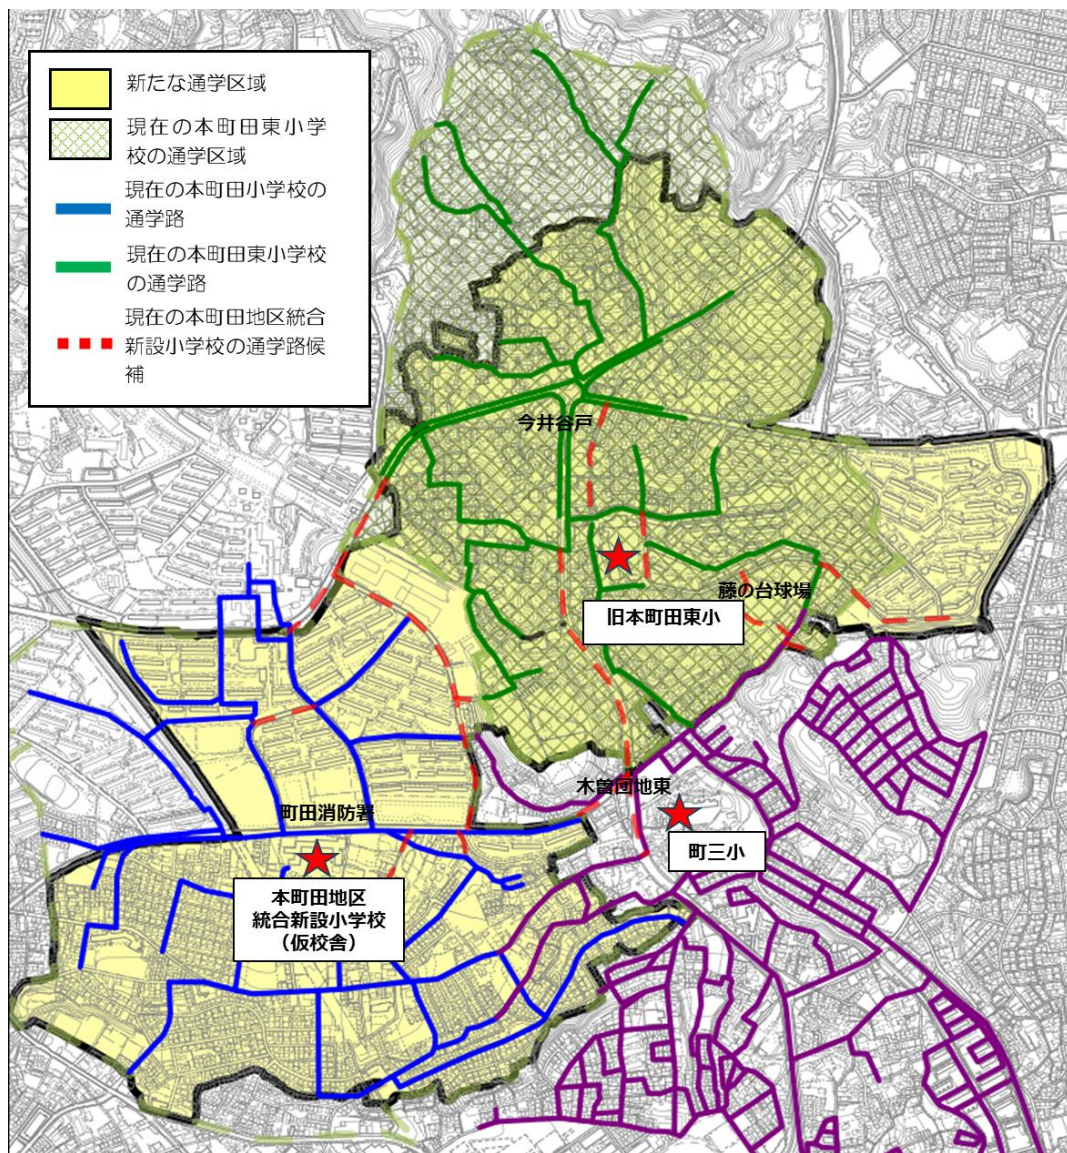 新たな通学区域
現在の本町田東小学
校の通学区域
現在の本町田小学校の
通学路
現在の本町田東小学校
の通学路
現在の本町田地区統合
新設小学校の通学路候
補
今井谷戸
藤の台球場
旧本町田東小
木曽団地東
町田消防署
町三小
本町田地区
統合新設小学校
（仮校舎）